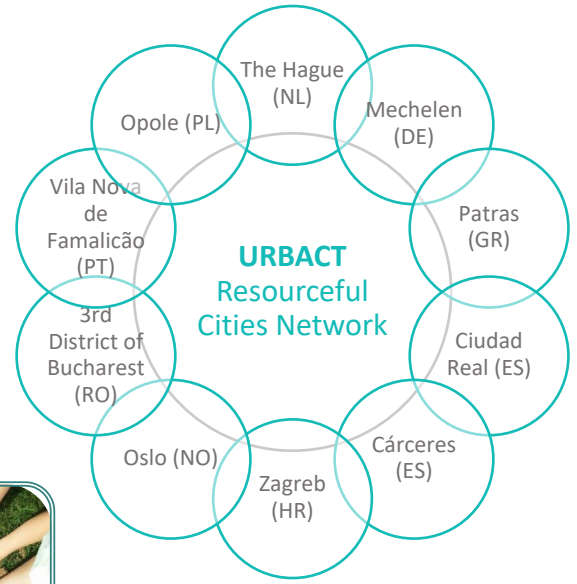 The Hague
(NL)
Mechelen
(DE)
Patras
(GR)
Ciudad
Real (ES)
Cárceres
(ES)
Zagreb
(HR)
Oslo (NO)
3rd
District of
Bucharest
(RO)
Vila Nova
de
Famalicão
(PT)
Opole (PL)
URBACT
Resourceful
Cities Network